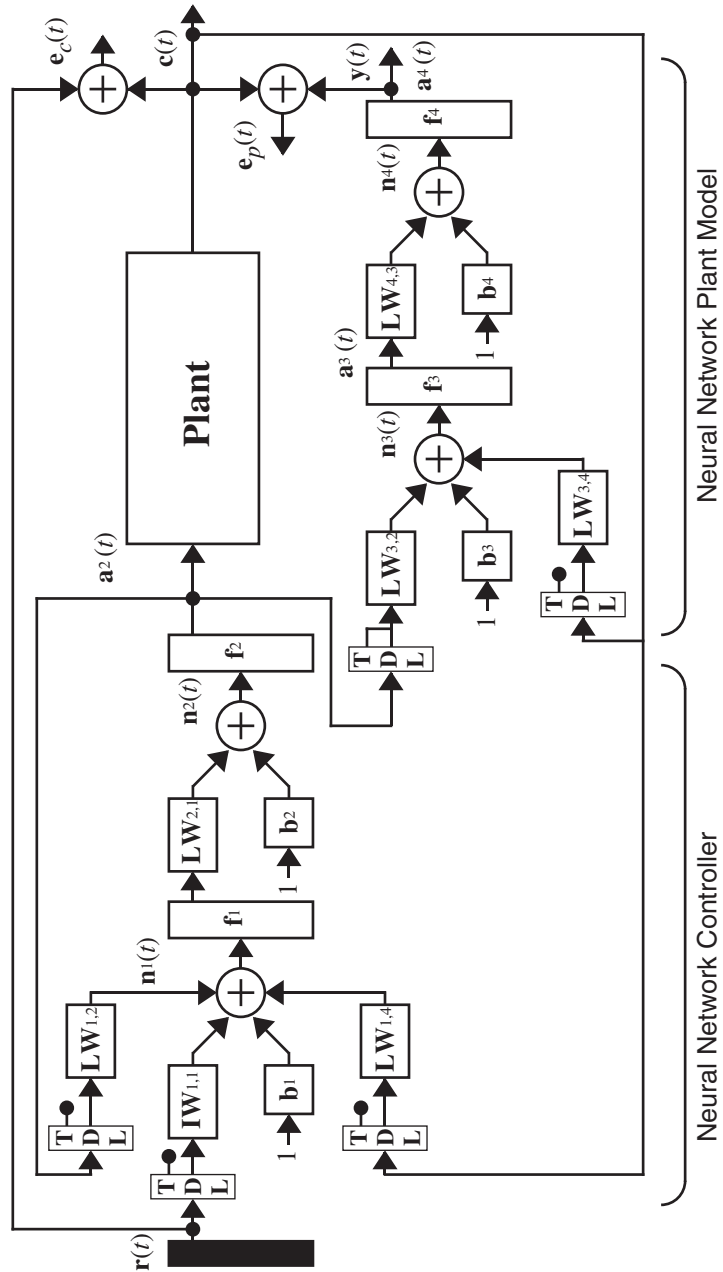 r(t)
T
D
L
IW1,1
1
b1
T
D
L
LW1,2
T
D
L
LW1,4
n1(t)
f1
LW2,1
1
b2
n2(t)
f2
a2(t)
Plant
T
D
L
LW3,2
1
b3
T
D
L
LW3,4
n3(t)
f3
a3(t)
LW4,3
1
b4
n4(t)
f4
a4(t)
y(t)
ep(t)
c(t)
ec(t)
Neural Network Controller
Neural Network Plant Model